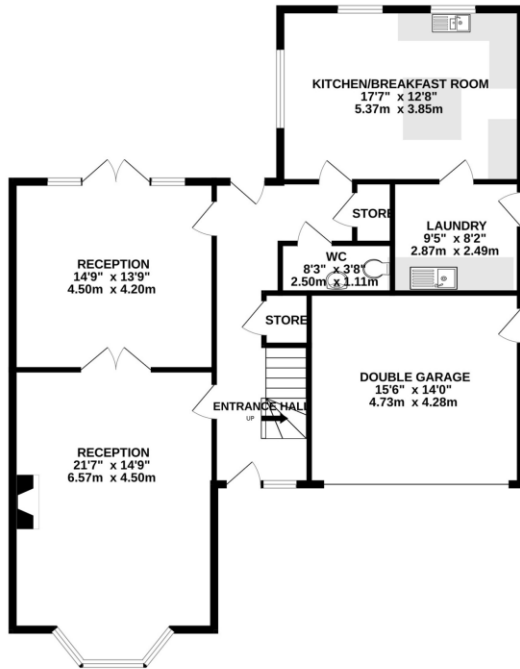 KITCHEN/BREAKFAST ROOM
17'7" x 12'8"
5.37m x 3.85m
STORE
LAUNDRY
9'5" x 8'2"
2.87m x 2.49m
WC
8'3" x 3'8"
2.50m x 1.11m
RECEPTION
14'9" x 13'9"
4.50m x 4.20m
STORE
DOUBLE GARAGE
15'6" x 14'0"
4.73m x 4.28m
ENTRANCE HALL
UP
RECEPTION
21'7" x 14'9"
6.57m x 4.50m